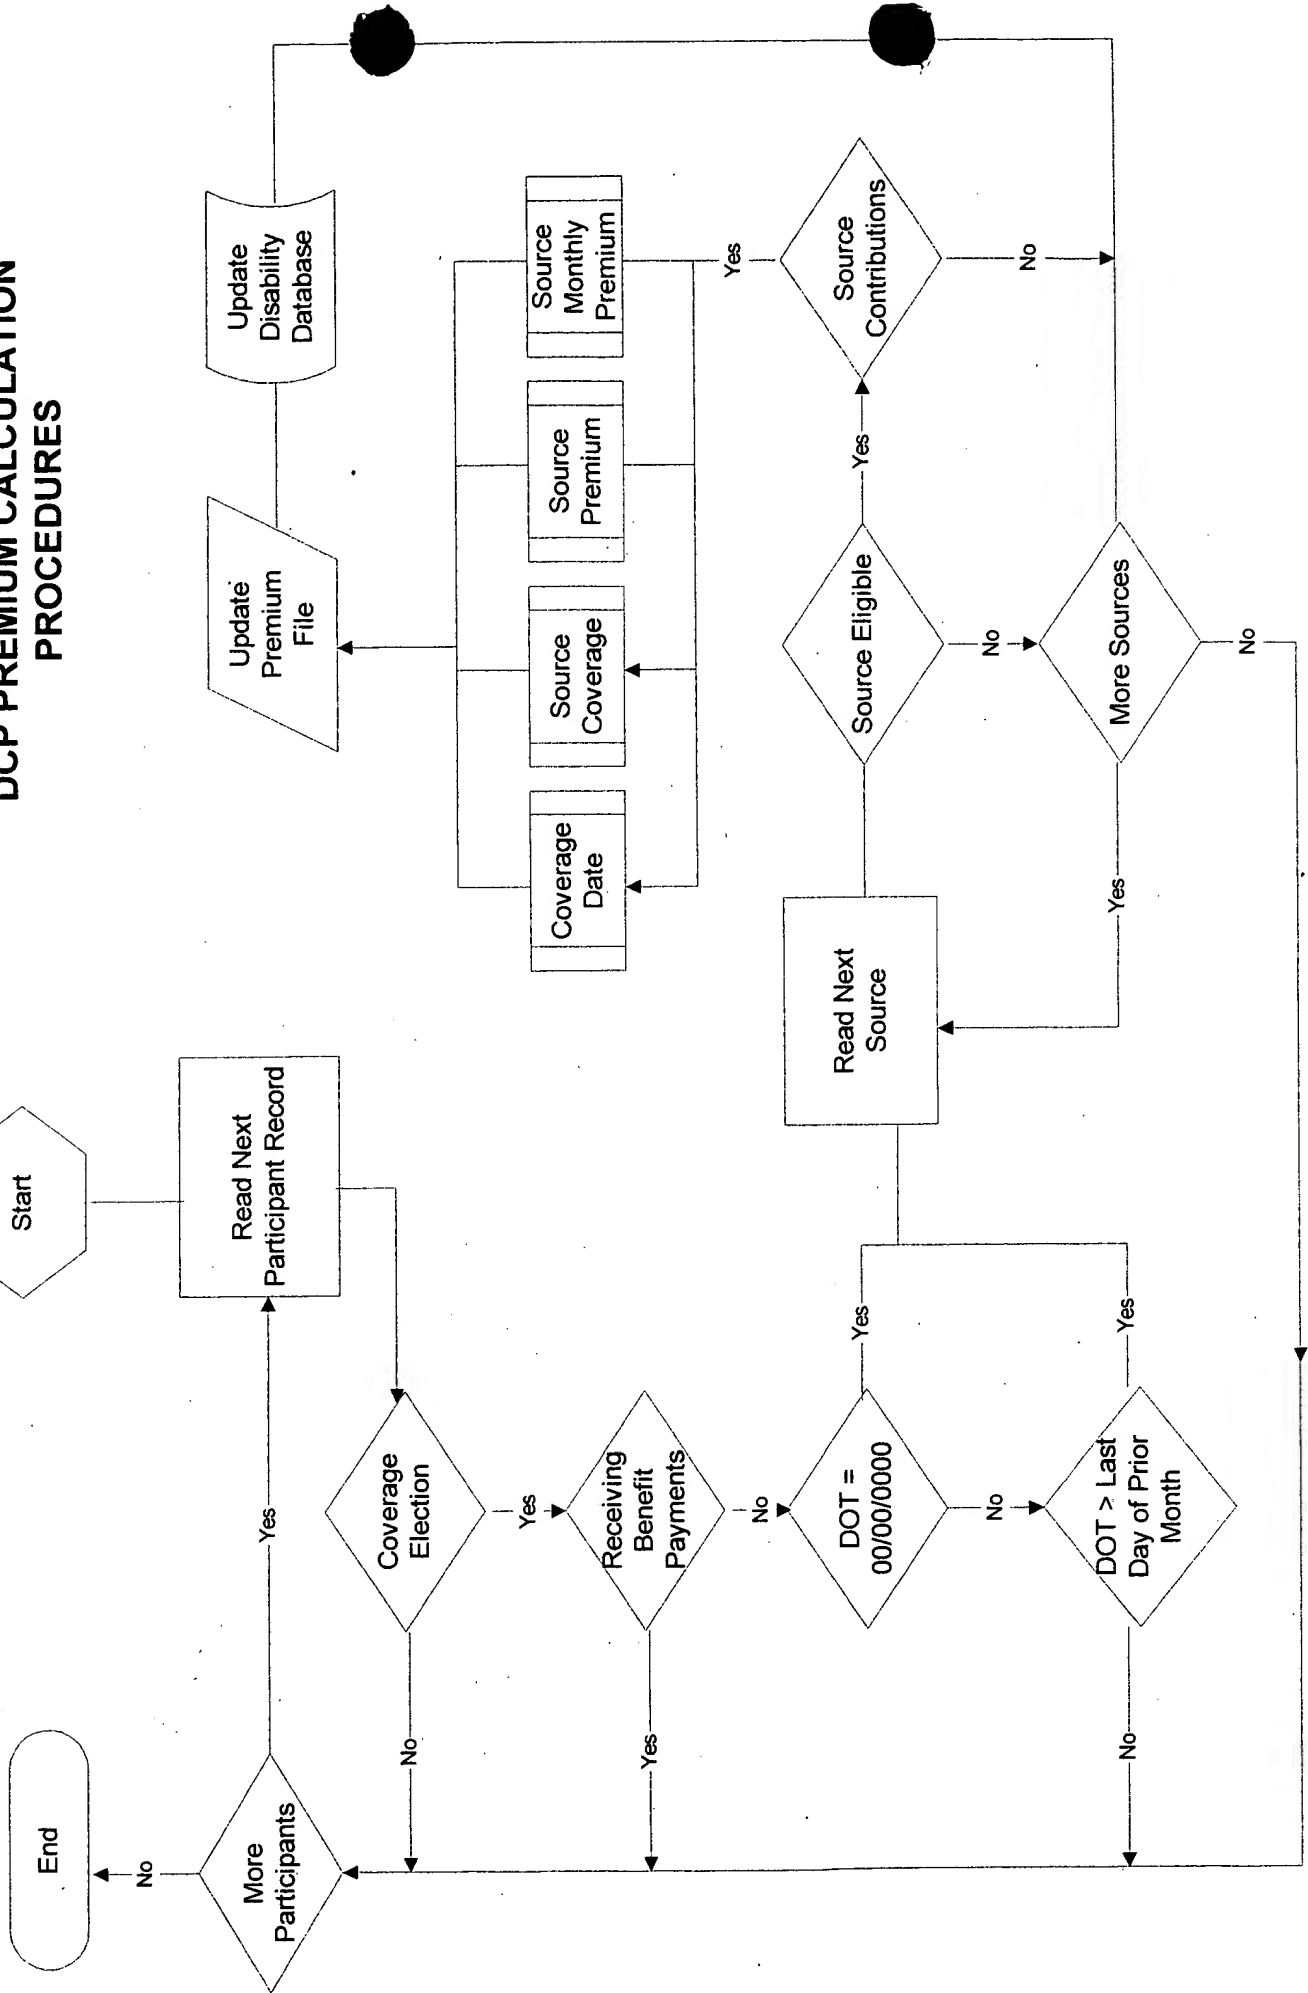 DCP PREMIUM CALCULATION
PROCEDURES
Start
End
Read Next
Participant Record
More
Participants
Yes
No
Coverage
Election
No
Yes
Receiving
Benefit
Payments
Yes
No
DOT =
00/00/0000
Yes
No
DOT ≥ Last
Day of Prior
Month
Yes
No
Read Next
Source
Source Eligible
Yes
No
More Sources
Yes
No
Source
Contributions
Yes
No
Coverage
Date
Source
Coverage
Source
Premium
Source
Monthly
Premium
Update
Premium
File
Update
Disability
Database